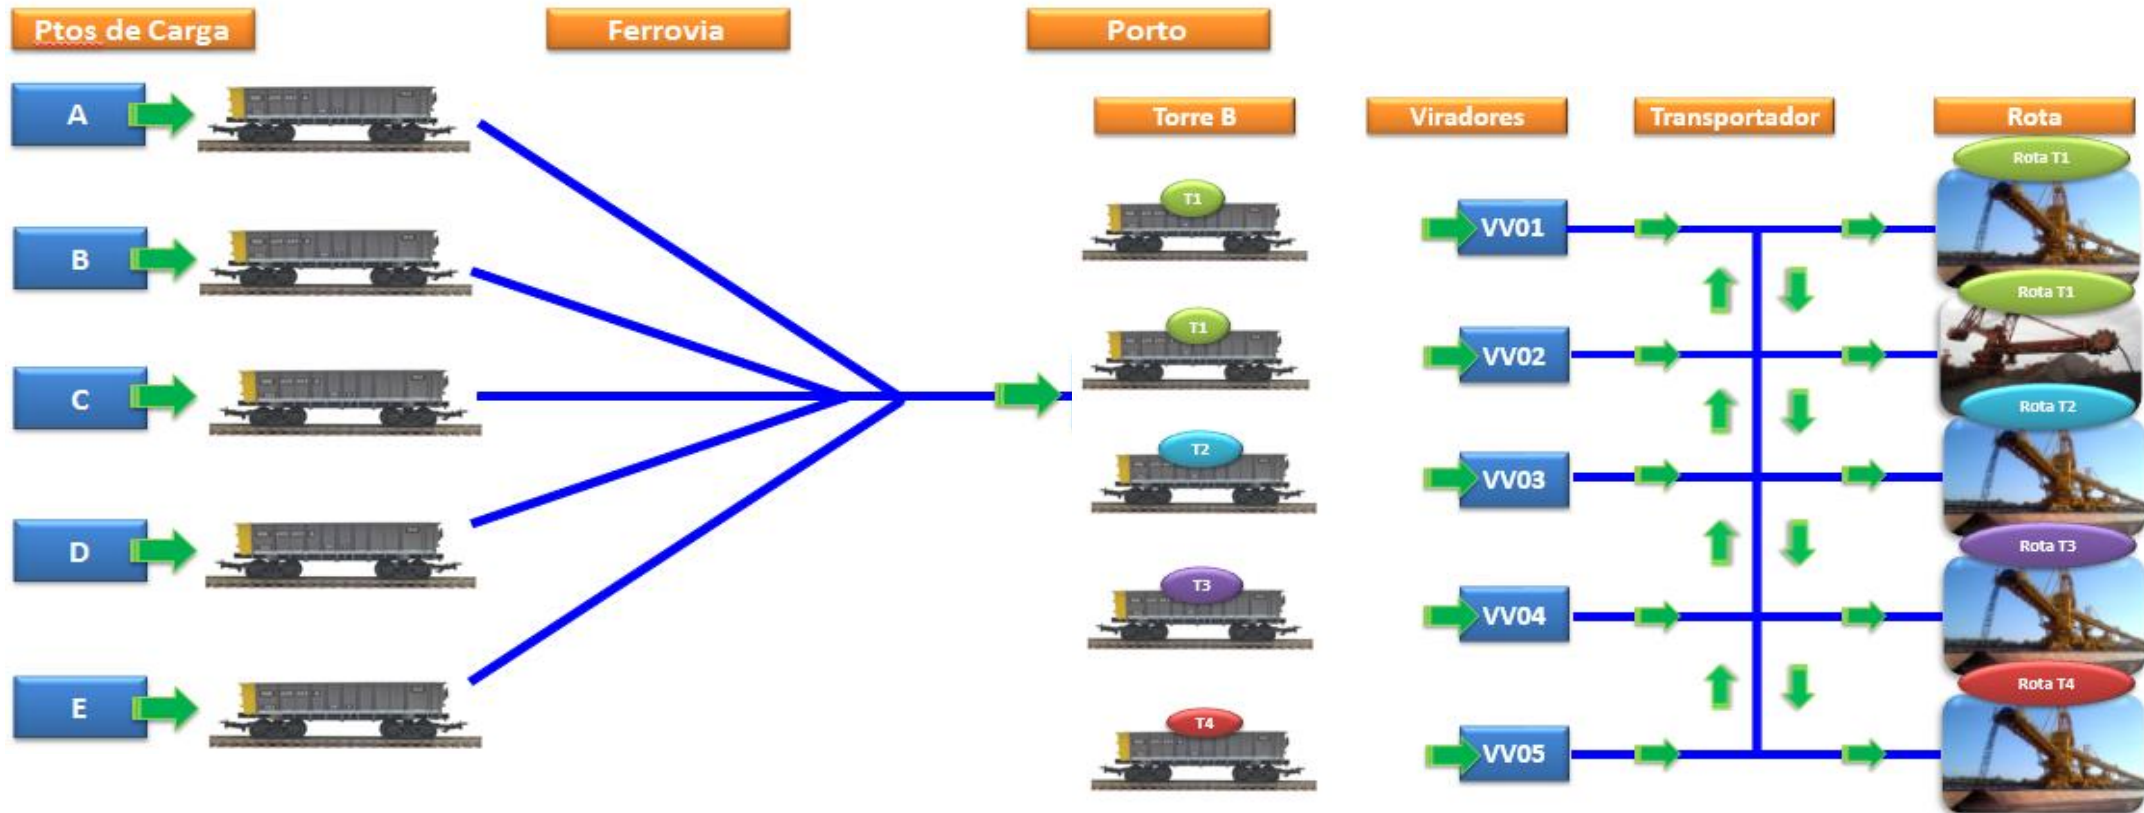 Ptos de Carga
Ferrovia
Porto
A
B
C
D
E
Torre B
Viradores
Transportador
Rota
T1
VV01
Rota T1
T1
VV02
Rota T1
T2
VV03
Rota T2
T3
VV04
Rota T3
T4
VV05
Rota T4